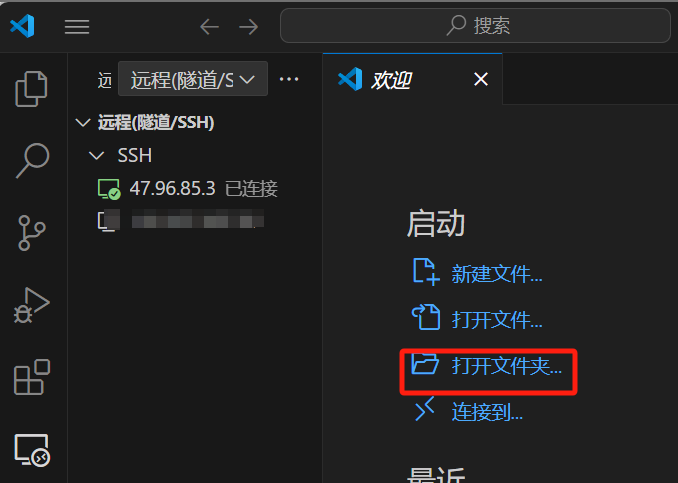 搜索
远 远程(隧道/S
欢迎
远程(隧道/SSH)
SSH
47.96.85.3 已连接
启动
新建文件...
打开文件...
打开文件夹...
连接到...
最近